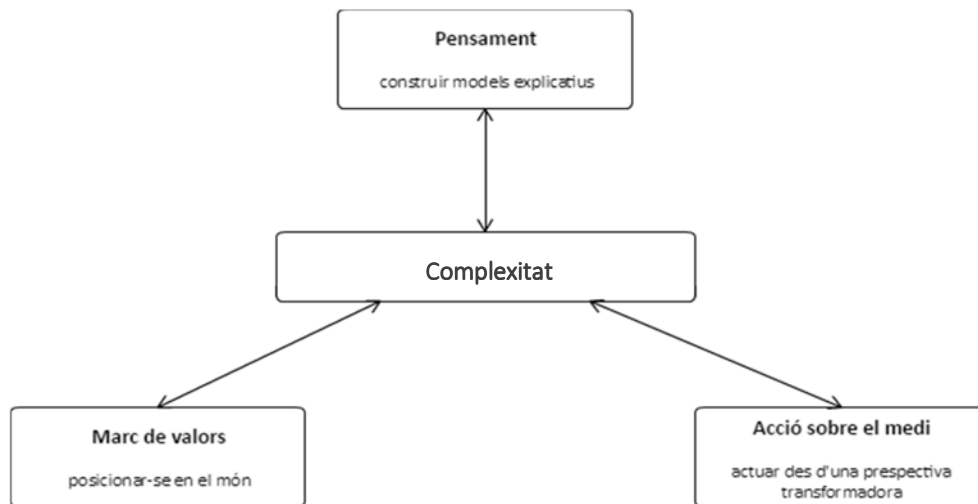 Pensament
construir models explicatius
Complexitat
Marc de valors
posicionar-se en el món
Acció sobre el medi
actuar des d'una prespectiva
transformadora